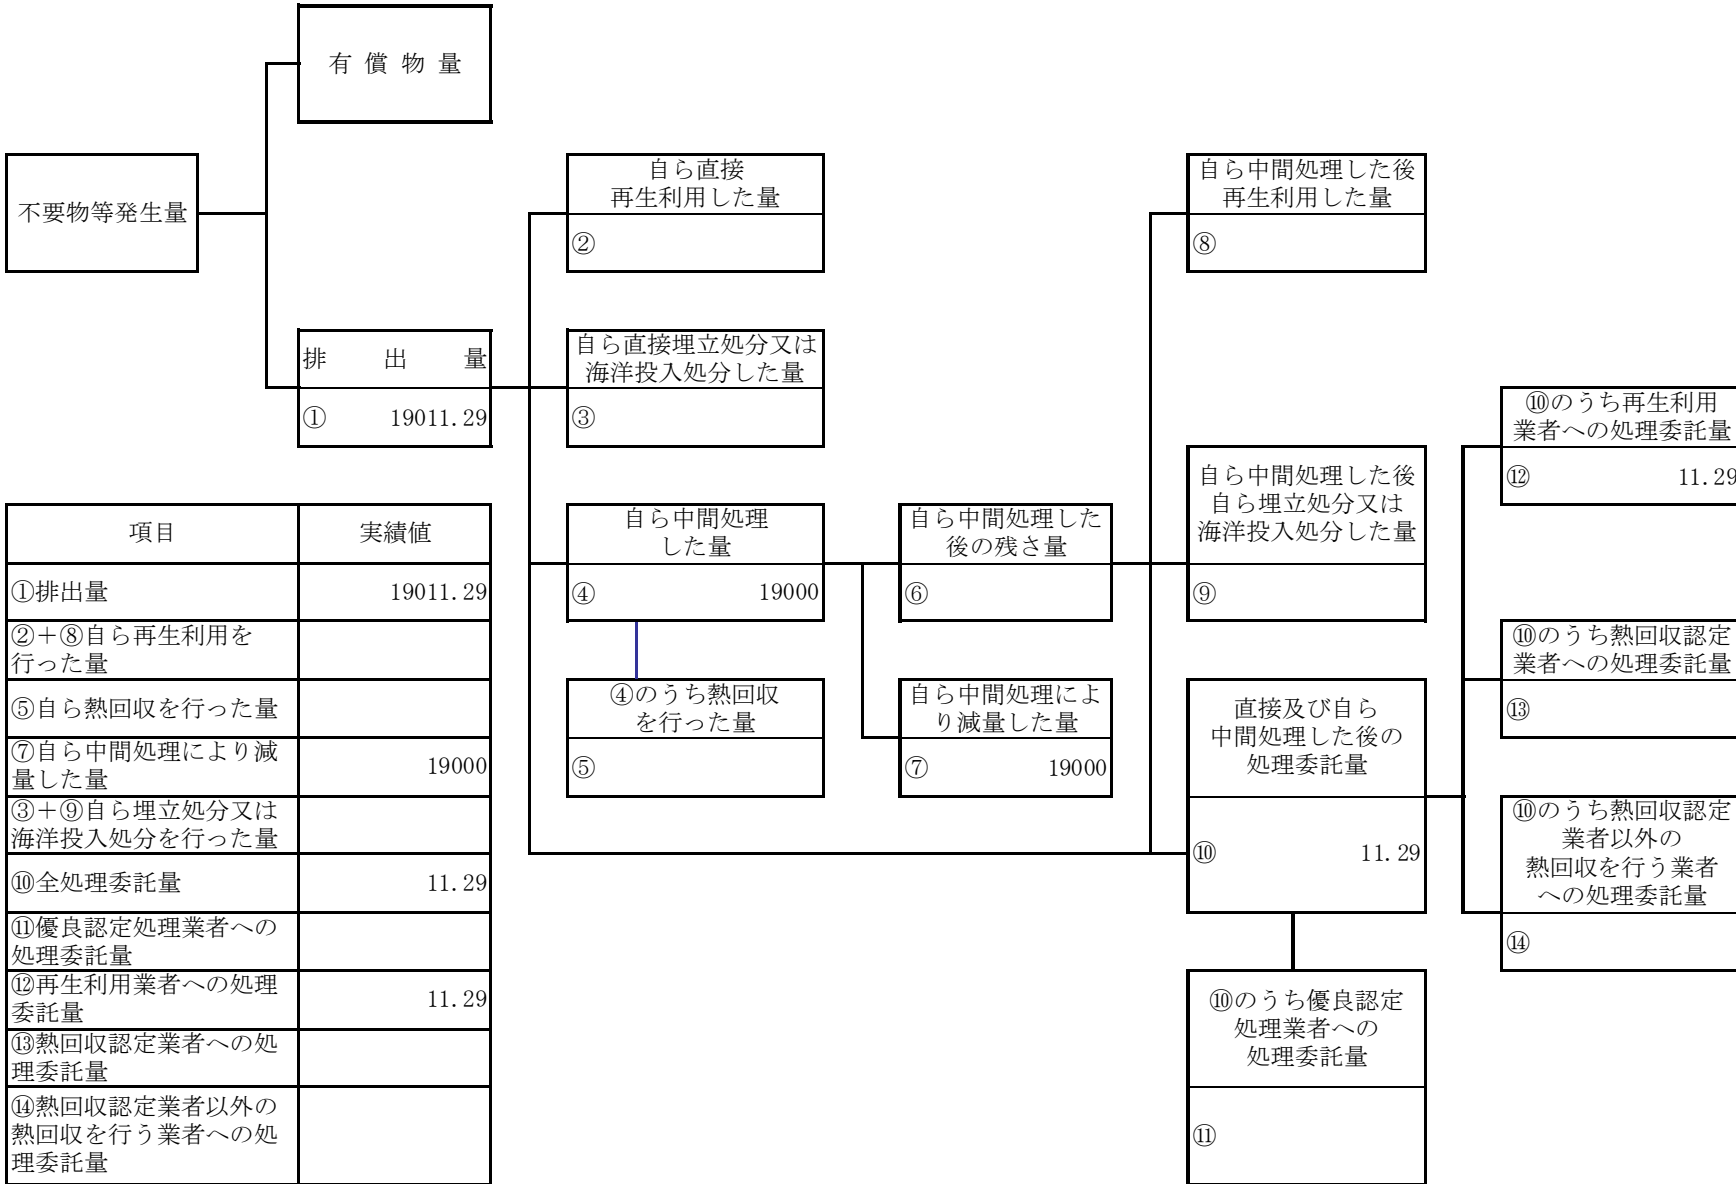 有 償 物 量
不要物等発生量
自ら直接
再生利用した量
②
自ら中間処理した後
再生利用した量
⑧
排 出 量
① 19011.29
自ら直接埋立処分又は
海洋投入処分した量
③
⑩のうち再生利用
業者への処理委託量
⑫ 11.29
自ら中間処理
した量
④ 19000
自ら中間処理した
後の残さ量
⑥
自ら中間処理した後
自ら埋立処分又は
海洋投入処分した量
⑨
⑩のうち熱回収認定
業者への処理委託量
⑬
④のうち熱回収
を行った量
⑤
自ら中間処理によ
り減量した量
⑦ 19000
直接及び自ら
中間処理した後の
処理委託量
⑩ 11.29
⑩のうち熱回収認定
業者以外の
熱回収を行う業者
への処理委託量
⑭
⑩のうち優良認定
処理業者への
処理委託量
⑪
項目 実績値
①排出量 19011.29
②＋⑧自ら再生利用を
行った量
⑤自ら熱回収を行った量
⑦自ら中間処理により減
量した量 19000
③＋⑨自ら埋立処分又は
海洋投入処分を行った量
⑩全処理委託量 11.29
⑪優良認定処理業者への
処理委託量
⑫再生利用業者への処理
委託量 11.29
⑬熱回収認定業者への処
理委託量
⑭熱回収認定業者以外の
熱回収を行う業者への処
理委託量